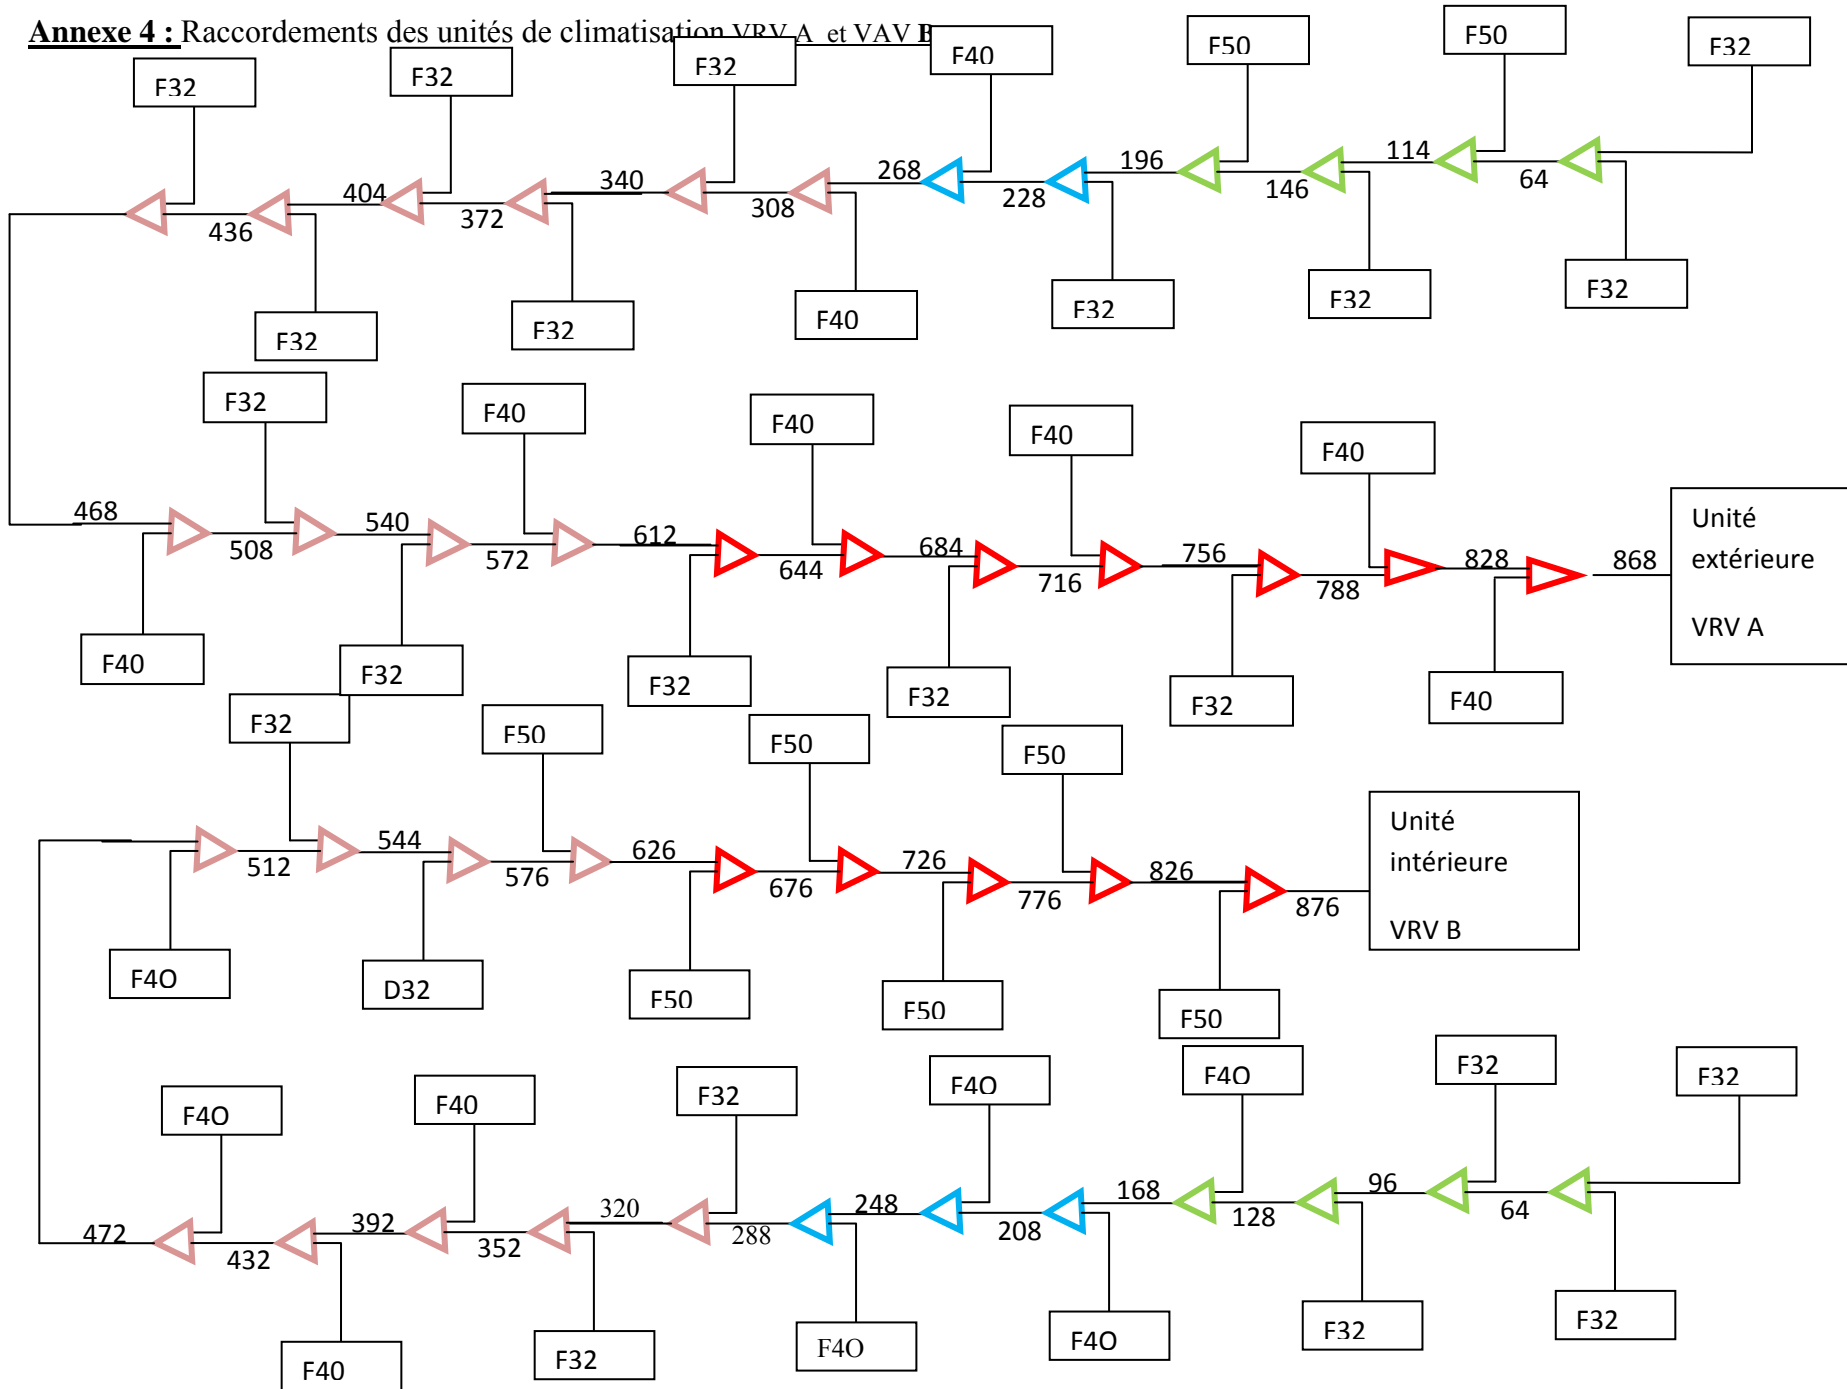 Annexe 4 : Raccordements des unités de climatisation VRV A et VAV B
F32
F32
F32
F40
F50
F50
F32
436
404
372
340
308
268
228
196
146
114
64
F32
F32
F40
F32
F32
F32
F32
F40
F40
F40
F40
468
508
540
572
612
644
684
716
756
788
828
868
Unité
extérieure
VRV A
F40
F32
F32
F32
F32
F40
F32
F50
F50
F50
512
544
576
626
676
726
776
826
876
Unité
intérieure
VRV B
F4O
D32
F50
F50
F50
F4O
F40
F32
F4O
F4O
F32
F32
472
432
392
352
320
288
248
208
168
128
96
64
F40
F32
F4O
F4O
F32
F32